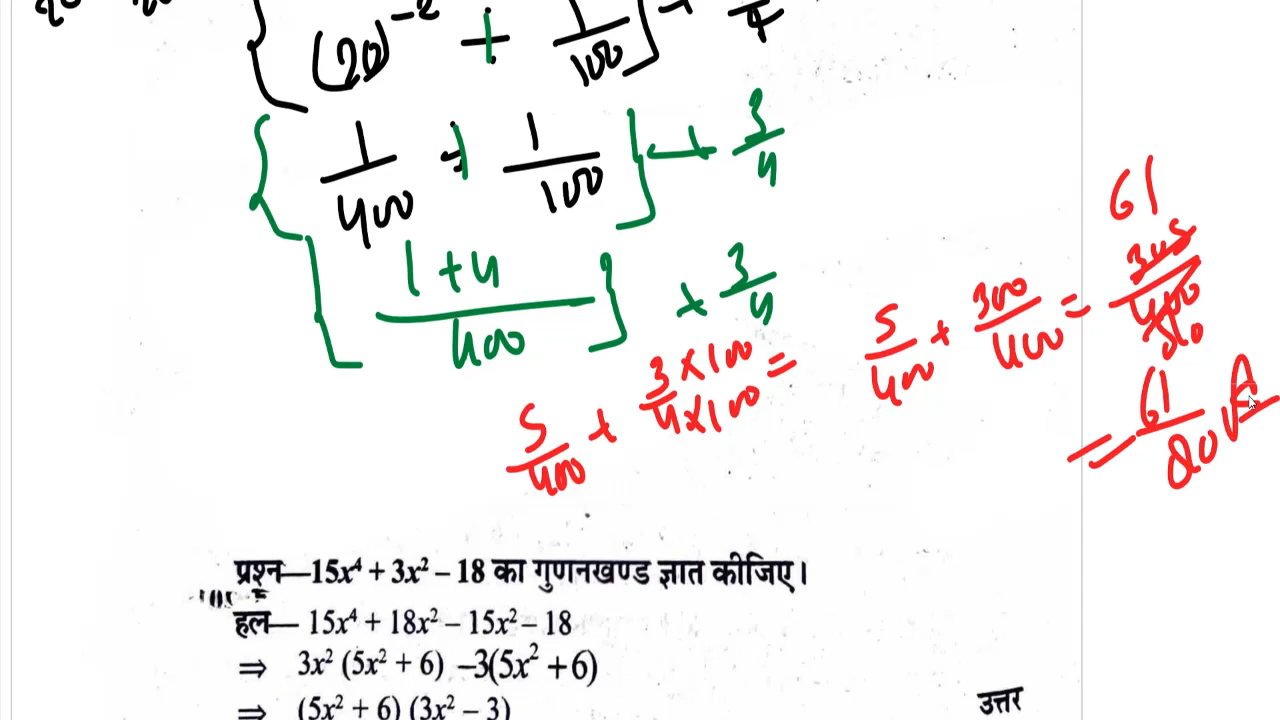 (20)⁻² + 1/100 } +
{ 1/400 + 1/100 } + 3/4
{ 1+4/400 } + 3/4
5/400 + 3×100/4×100 = 5/400 + 300/400 = 305/400 61
= 61/80 A
प्रश्न—15x⁴ + 3x² – 18 का गुणनखण्ड ज्ञात कीजिए।
हल— 15x⁴ + 18x² – 15x² – 18
⇒ 3x² (5x² + 6) –3(5x² + 6)
⇒ (5x² + 6) (3x² – 3)
उत्तर